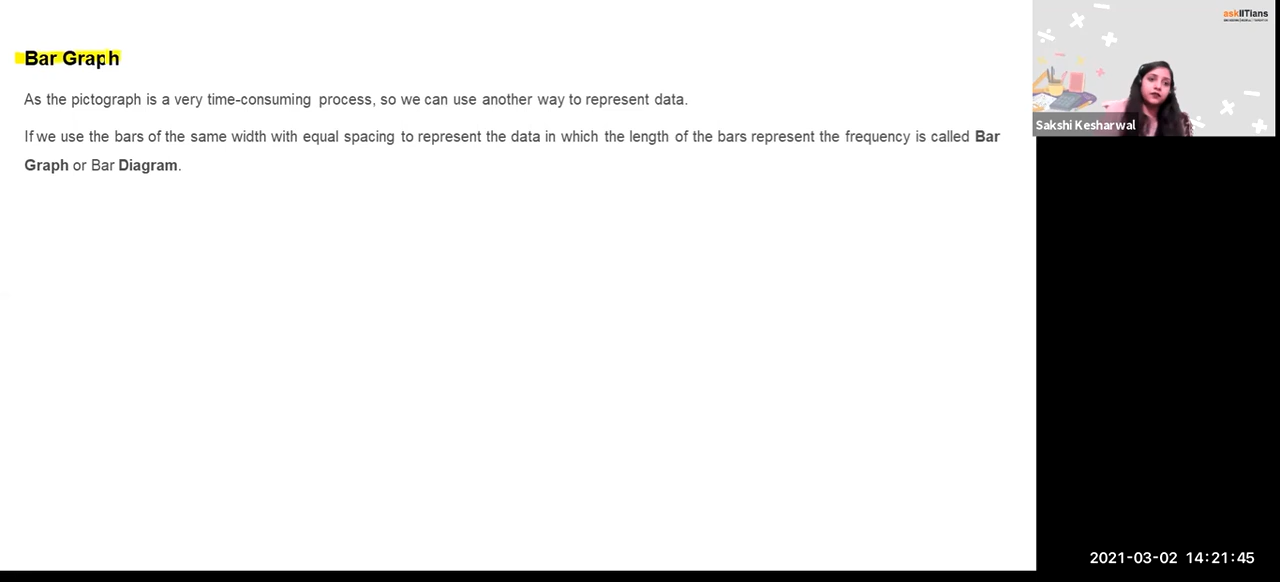 Bar Graph
As the pictograph is a very time-consuming process, so we can use another way to represent data.
If we use the bars of the same width with equal spacing to represent the data in which the length of the bars represent the frequency is called Bar
Graph or Bar Diagram.
askIITians
Sakshi Kesharwal
2021-03-02 14:21:45